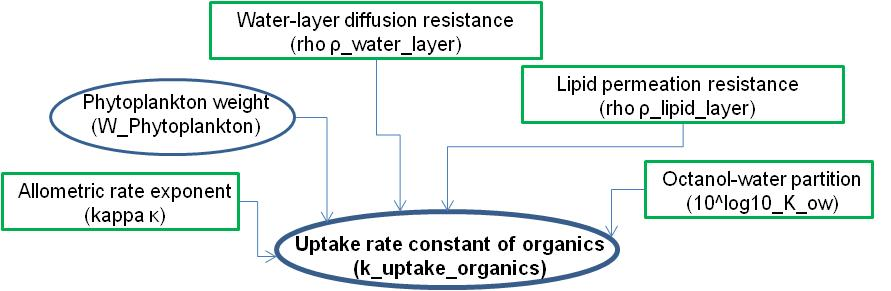 Water-layer diffusion resistance
(rho ρ_water_layer)
Lipid permeation resistance
(rho ρ_lipid_layer)
Phytoplankton weight
(W_Phytoplankton)
Allometric rate exponent
(kappa κ)
Octanol-water partition
(10^log10_K_ow)
Uptake rate constant of organics
(k_uptake_organics)